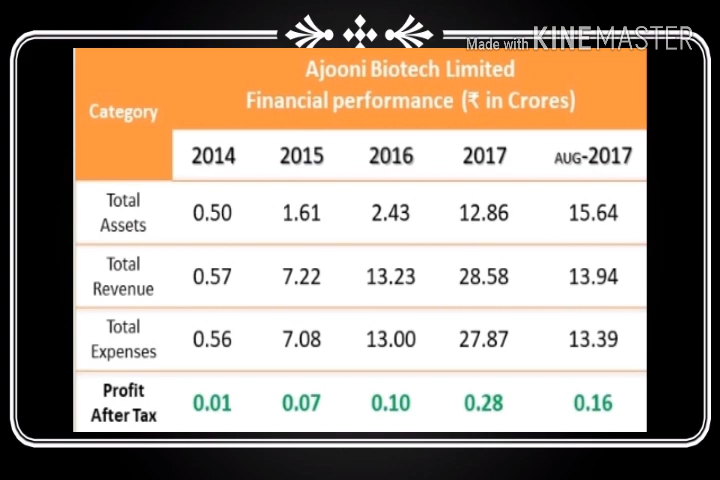 Made with KINEMASTER
Ajooni Biotech Limited
Financial performance (₹ in Crores)
Category
2014 2015 2016 2017 AUG-2017
Total
Assets
0.50 1.61 2.43 12.86 15.64
Total
Revenue
0.57 7.22 13.23 28.58 13.94
Total
Expenses
0.56 7.08 13.00 27.87 13.39
Profit
After Tax
0.01 0.07 0.10 0.28 0.16